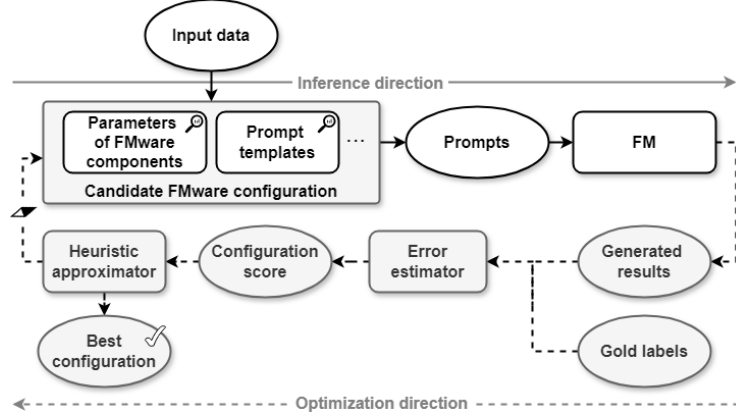 Input data
Inference direction
Parameters
of FMware
components
Prompt
templates
...
Candidate FMware configuration
Prompts
FM
Heuristic
approximator
Configuration
score
Error
estimator
Generated
results
Best
configuration
Gold labels
Optimization direction